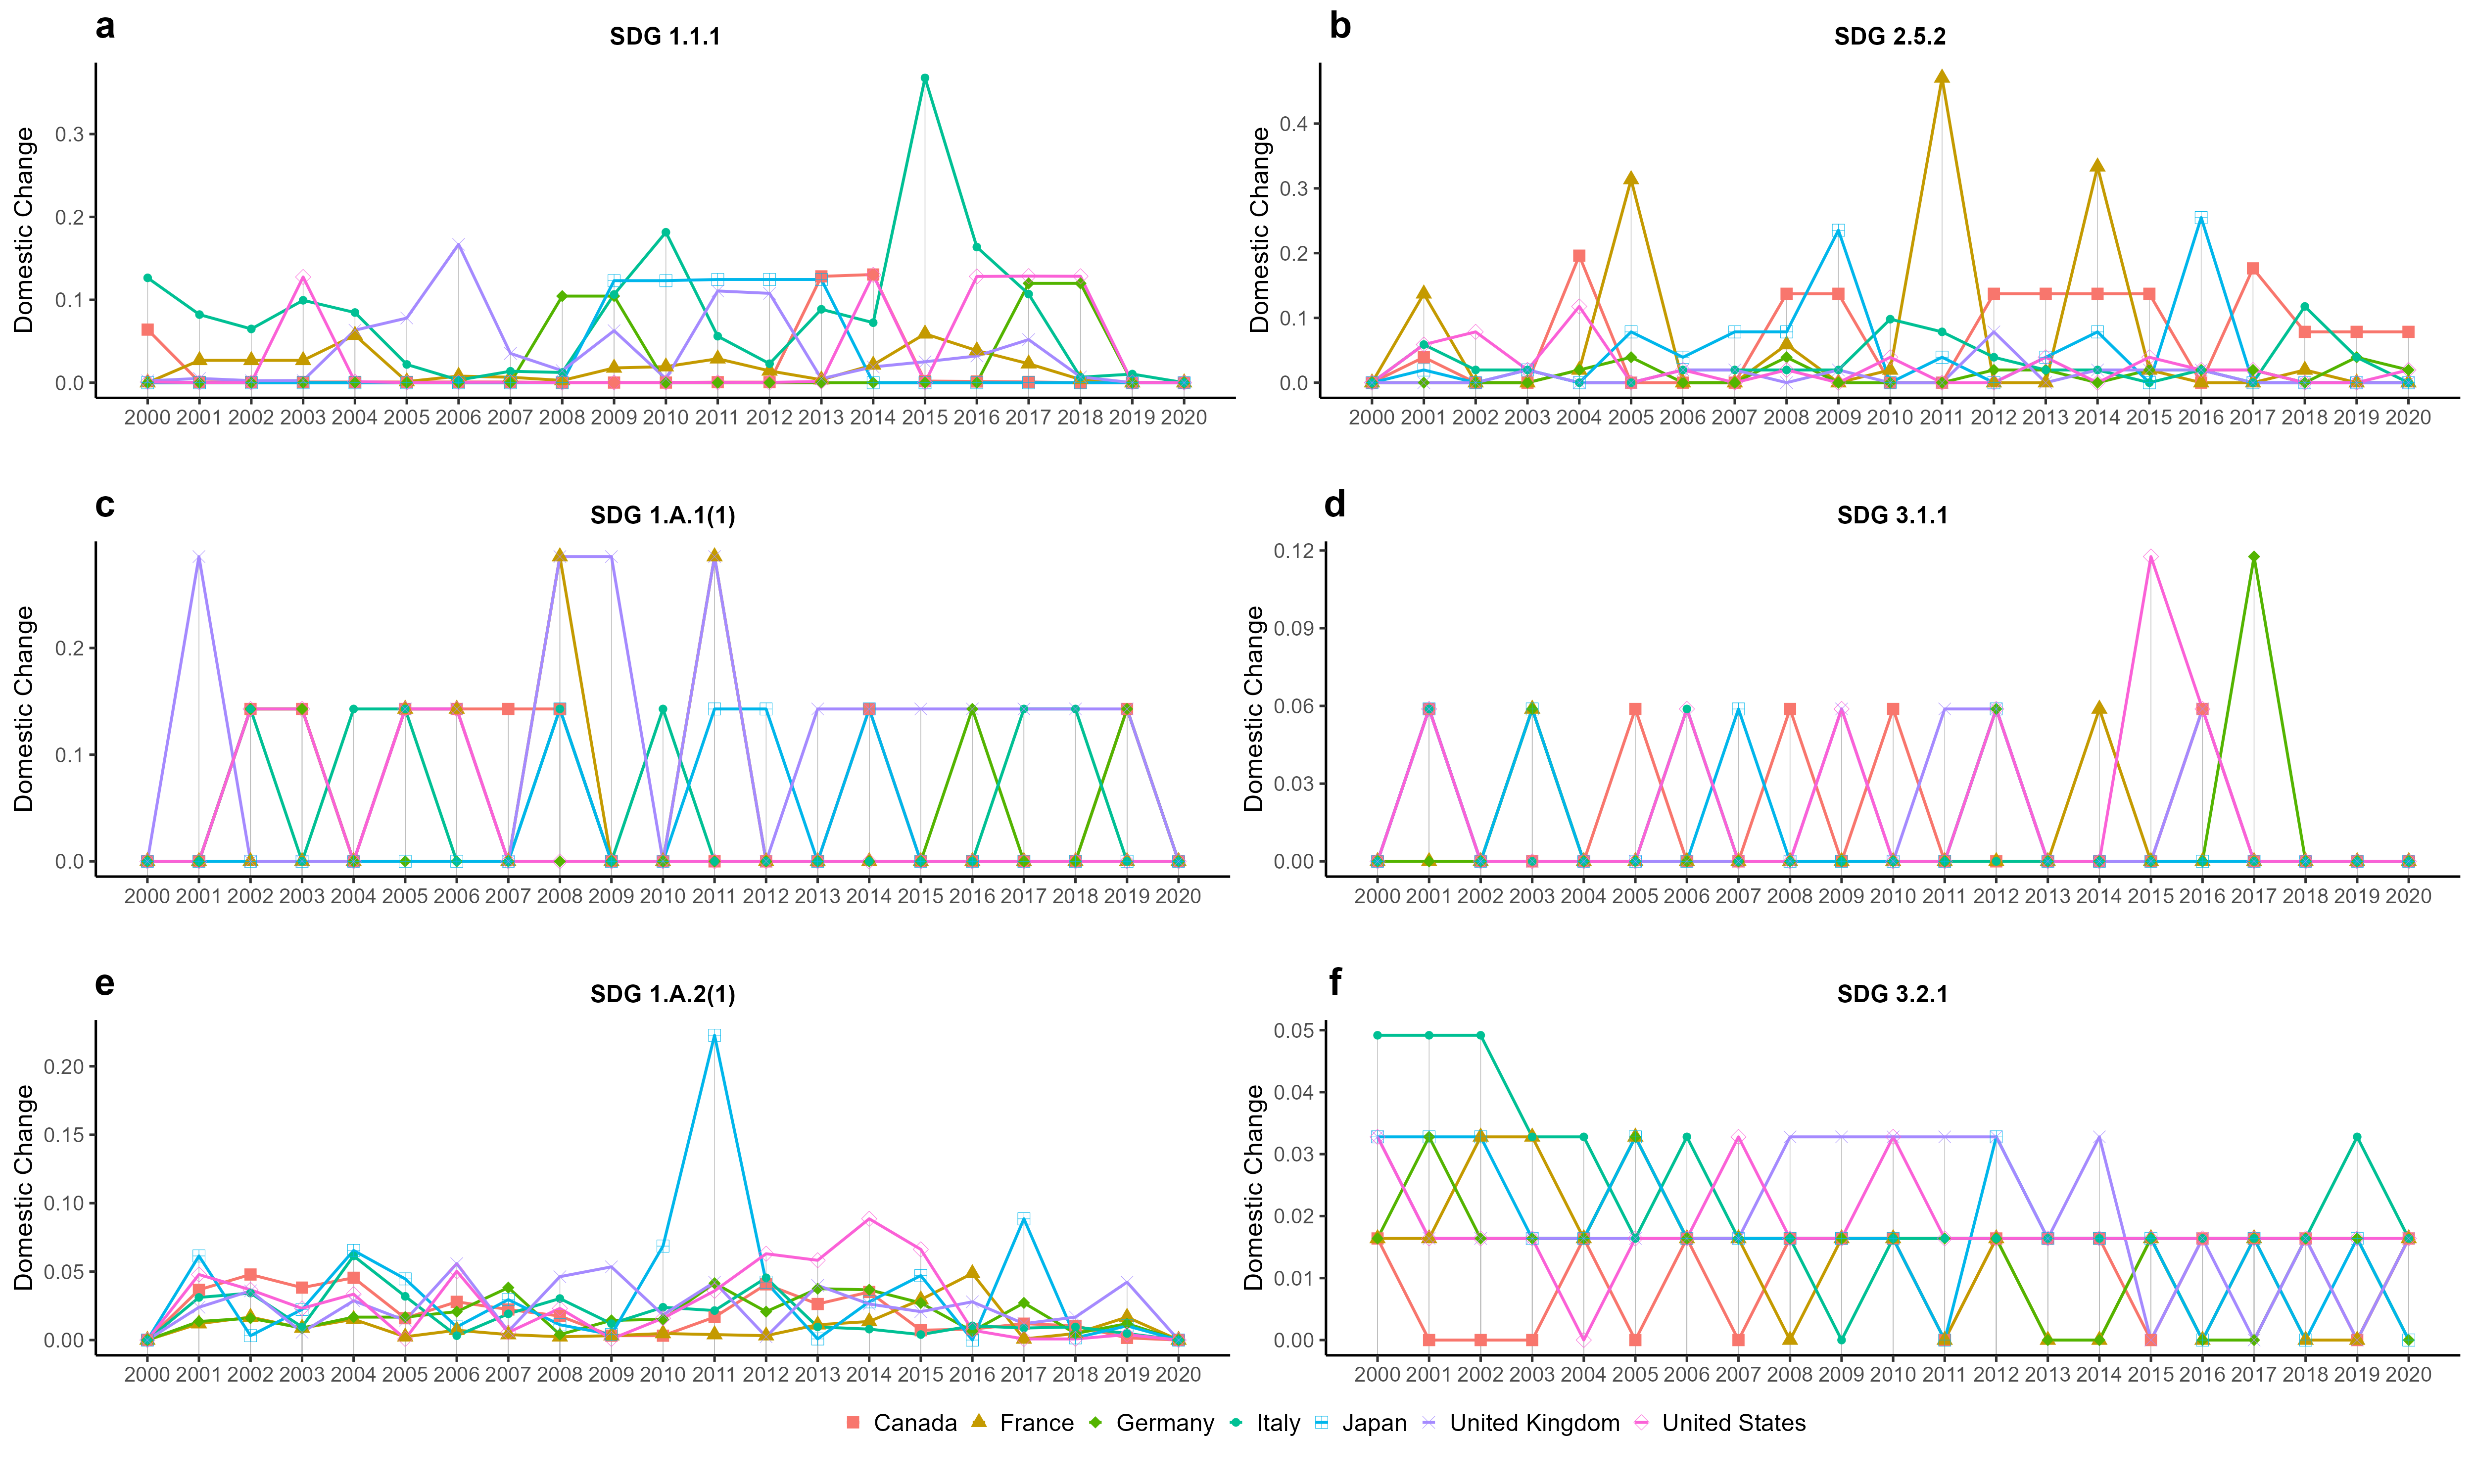 a
SDG 1.1.1
Domestic Change
0.3
0.2
0.1
0.0
2000 2001 2002 2003 2004 2005 2006 2007 2008 2009 2010 2011 2012 2013 2014 2015 2016 2017 2018 2019 2020
b
SDG 2.5.2
Domestic Change
0.4
0.3
0.2
0.1
0.0
2000 2001 2002 2003 2004 2005 2006 2007 2008 2009 2010 2011 2012 2013 2014 2015 2016 2017 2018 2019 2020
c
SDG 1.A.1(1)
Domestic Change
0.2
0.1
0.0
2000 2001 2002 2003 2004 2005 2006 2007 2008 2009 2010 2011 2012 2013 2014 2015 2016 2017 2018 2019 2020
d
SDG 3.1.1
Domestic Change
0.12
0.09
0.06
0.03
0.00
2000 2001 2002 2003 2004 2005 2006 2007 2008 2009 2010 2011 2012 2013 2014 2015 2016 2017 2018 2019 2020
e
SDG 1.A.2(1)
Domestic Change
0.20
0.15
0.10
0.05
0.00
2000 2001 2002 2003 2004 2005 2006 2007 2008 2009 2010 2011 2012 2013 2014 2015 2016 2017 2018 2019 2020
f
SDG 3.2.1
Domestic Change
0.05
0.04
0.03
0.02
0.01
0.00
2000 2001 2002 2003 2004 2005 2006 2007 2008 2009 2010 2011 2012 2013 2014 2015 2016 2017 2018 2019 2020
Canada France Germany Italy Japan United Kingdom United States